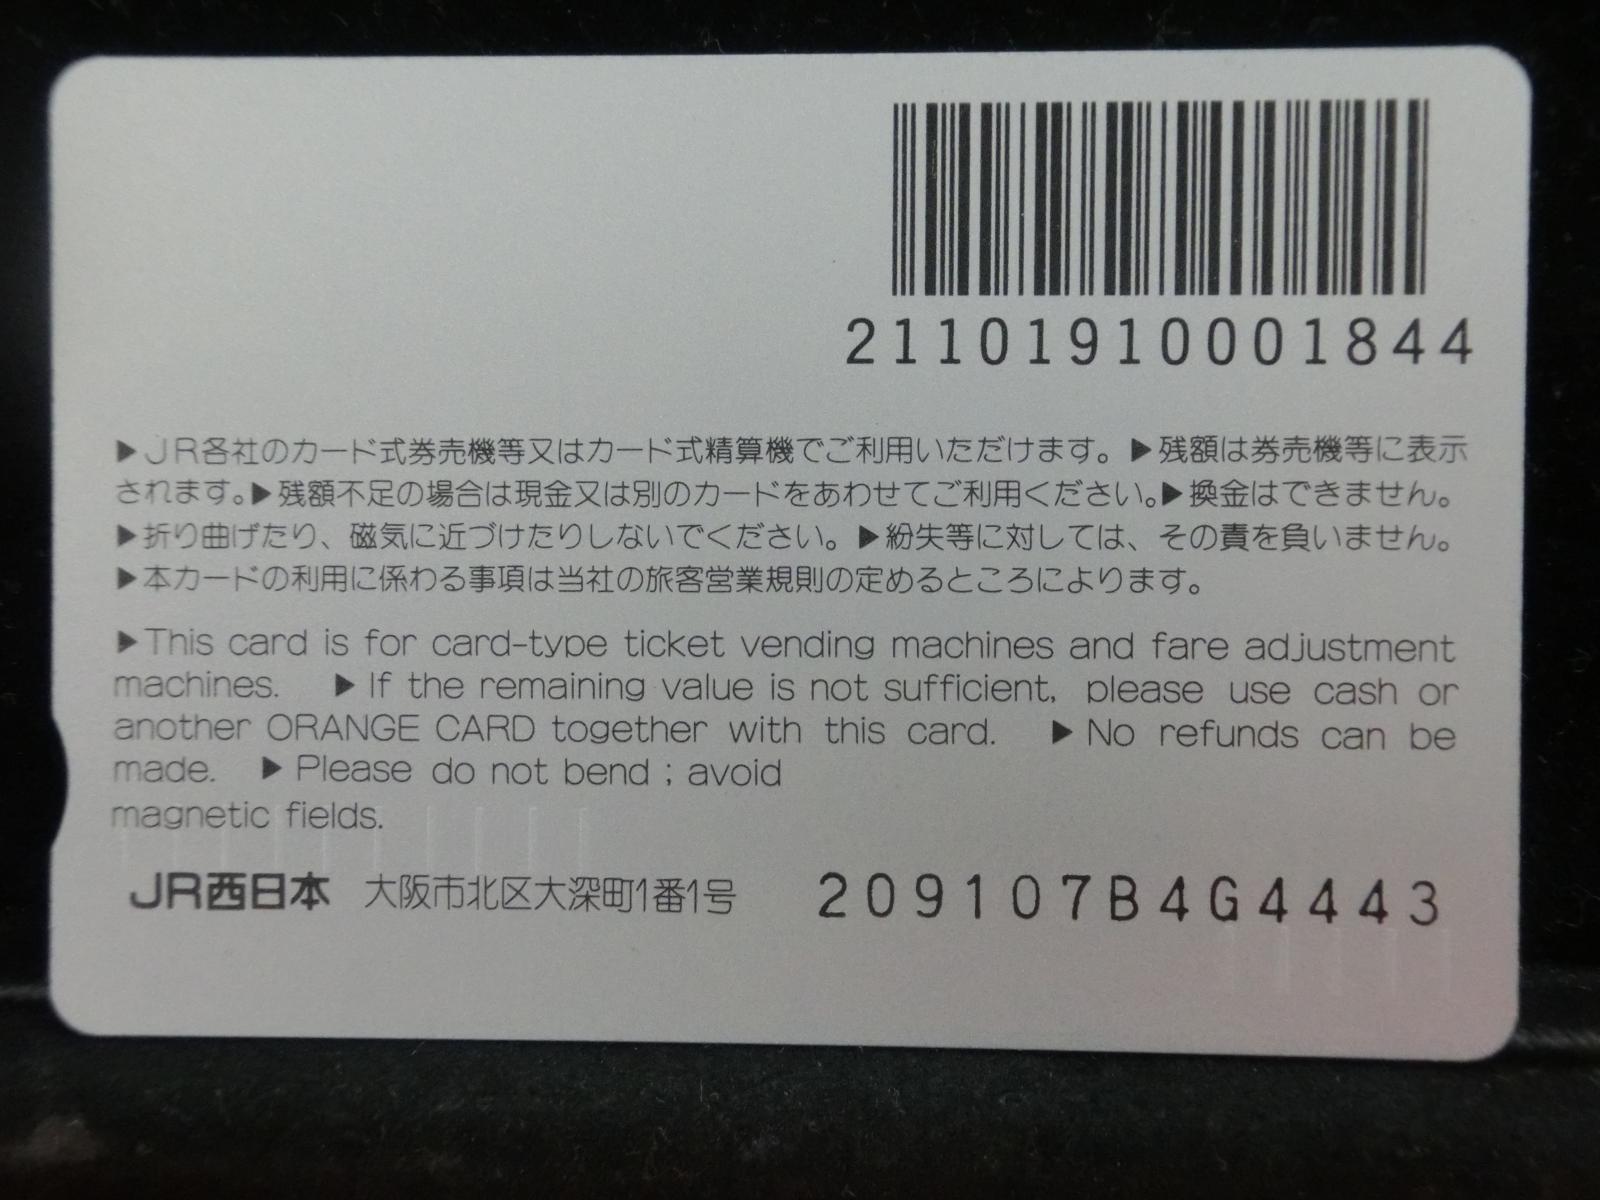 21101910001844
▶JR各社のカード式券売機等又はカード式精算機でご利用いただけます。▶残額は券売機等に表示
されます。▶残額不足の場合は現金又は別のカードをあわせてご利用ください。▶換金はできません。
▶折り曲げたり、磁気に近づけたりしないでください。▶紛失等に対しては、その責を負いません。
▶本カードの利用に係わる事項は当社の旅客営業規則の定めるところによります。
▶This card is for card-type ticket vending machines and fare adjustment
machines. ▶If the remaining value is not sufficient, please use cash or
another ORANGE CARD together with this card. ▶No refunds can be
made. ▶Please do not bend ; avoid
magnetic fields.
JR西日本 大阪市北区大深町1番1号 209107B4G4443